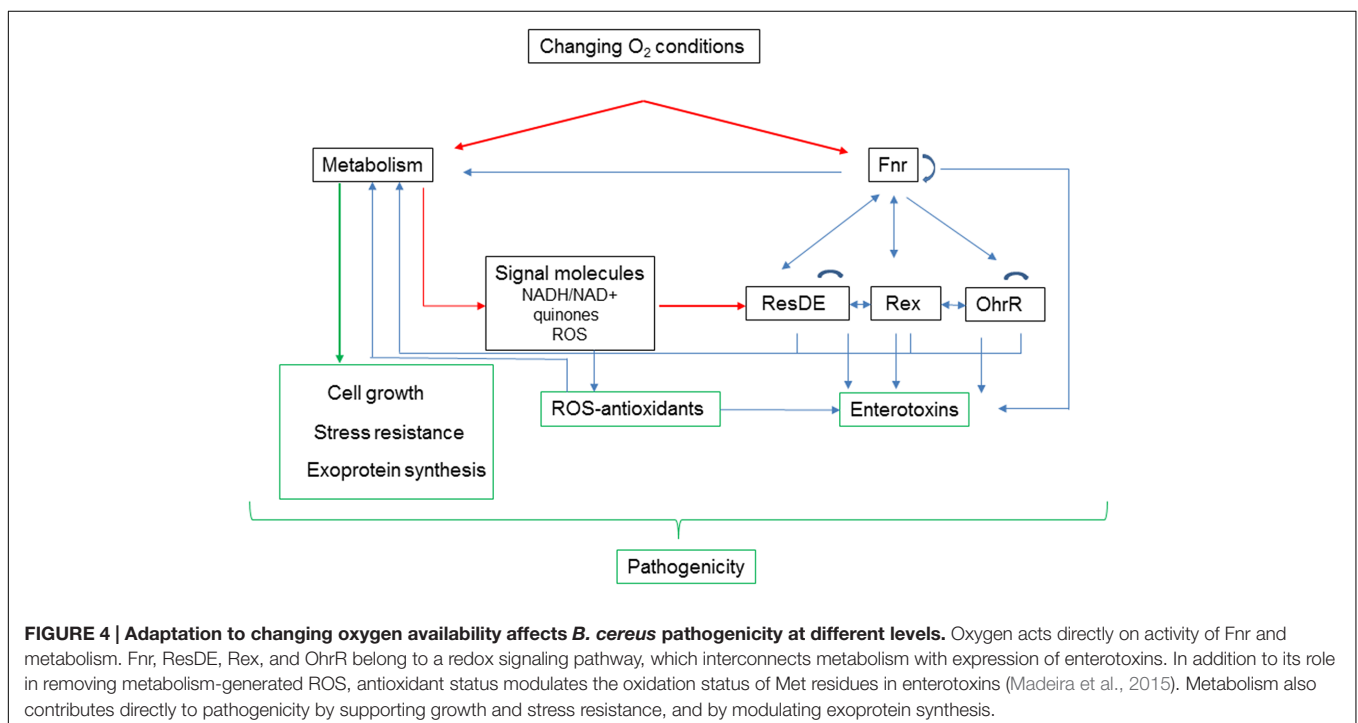 Changing O₂ conditions
Metabolism
Fnr
Signal molecules
NADH/NAD+
quinones
ROS
ResDE
Rex
OhrR
Cell growth
Stress resistance
Exoprotein synthesis
ROS-antioxidants
Enterotoxins
Pathogenicity
FIGURE 4 | Adaptation to changing oxygen availability affects B. cereus pathogenicity at different levels. Oxygen acts directly on activity of Fnr and
metabolism. Fnr, ResDE, Rex, and OhrR belong to a redox signaling pathway, which interconnects metabolism with expression of enterotoxins. In addition to its role
in removing metabolism-generated ROS, antioxidant status modulates the oxidation status of Met residues in enterotoxins (Madeira et al., 2015). Metabolism also
contributes directly to pathogenicity by supporting growth and stress resistance, and by modulating exoprotein synthesis.